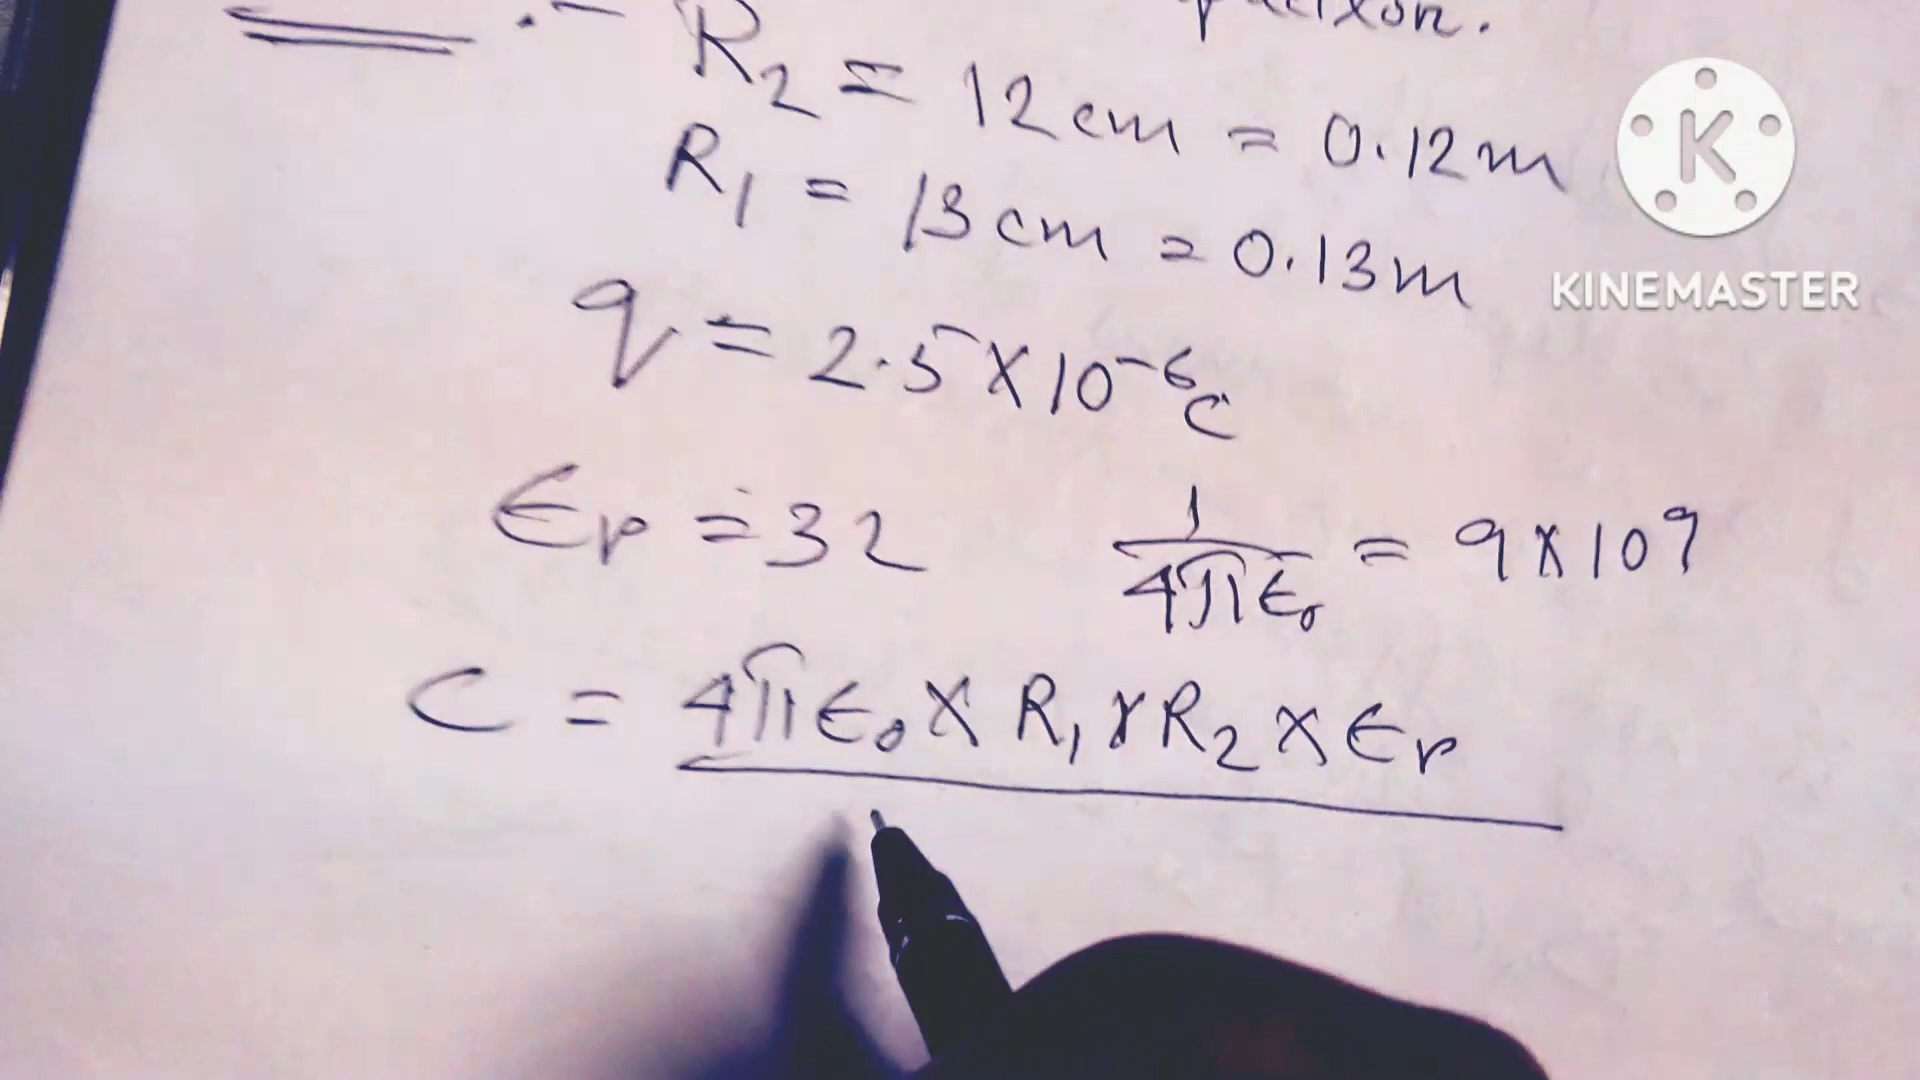 R₂ = 12cm = 0.12m
R₁ = 13cm = 0.13m
q = 2.5×10⁻⁶C
ϵr = 32 1/4πϵ₀ = 9×10⁹
C = 4πϵ₀ × R₁ × R₂ × ϵr
K
KINEMASTER